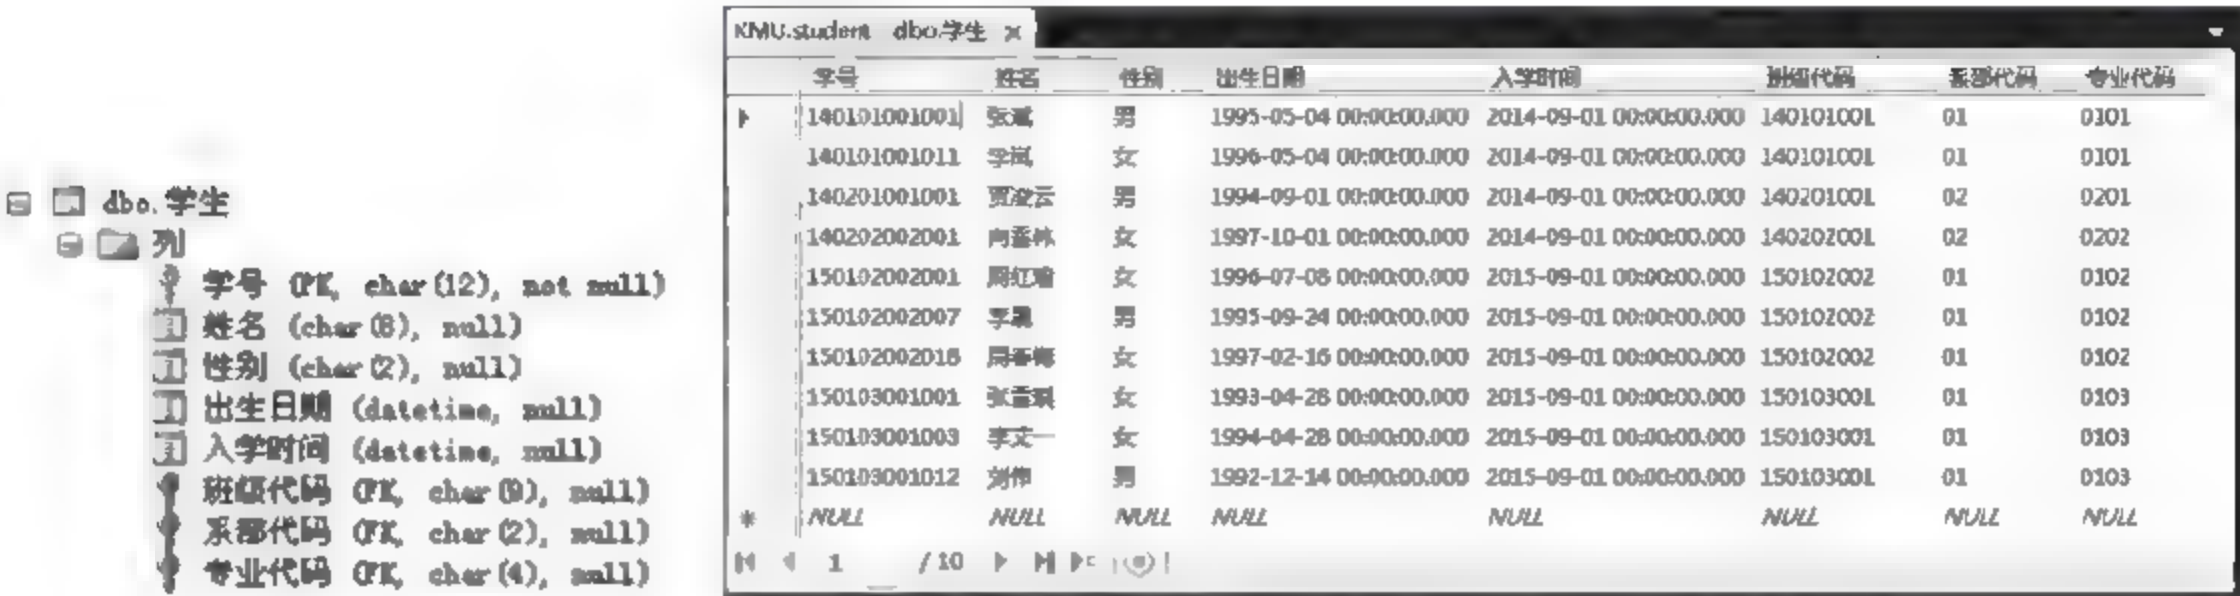 dbo.学生
列
学号 (PK, char(12), not null)
姓名 (char(8), null)
性别 (char(2), null)
出生日期 (datetime, null)
入学时间 (datetime, null)
班级代码 (FK, char(9), null)
系部代码 (FK, char(2), null)
专业代码 (FK, char(4), null)
KMU.student dbo.学生
学号 姓名 性别 出生日期 入学时间 班级代码 系部代码 专业代码
140101001001 张斌 男 1995-05-04 00:00:00.000 2014-09-01 00:00:00.000 140101001 01 0101
140101001011 女 1996-05-04 00:00:00.000 2014-09-01 00:00:00.000 140101001 01 0101
140201001001 贾凌云 男 1994-09-01 00:00:00.000 2014-09-01 00:00:00.000 140201001 02 0201
140202002001 向雪林 女 1997-10-01 00:00:00.000 2014-09-01 00:00:00.000 140202001 02 0202
150102002001 周红瑜 女 1996-07-08 00:00:00.000 2015-09-01 00:00:00.000 150102002 01 0102
150102002007 男 1995-09-24 00:00:00.000 2015-09-01 00:00:00.000 150102002 01 0102
150102002018 女 1997-02-16 00:00:00.000 2015-09-01 00:00:00.000 150102002 01 0102
150103001001 女 1993-04-28 00:00:00.000 2015-09-01 00:00:00.000 150103001 01 0103
150103001003 李文一 女 1994-04-28 00:00:00.000 2015-09-01 00:00:00.000 150103001 01 0103
150103001012 刘伟 男 1992-12-14 00:00:00.000 2015-09-01 00:00:00.000 150103001 01 0103
NULL NULL NULL NULL NULL NULL NULL NULL
1 / 10